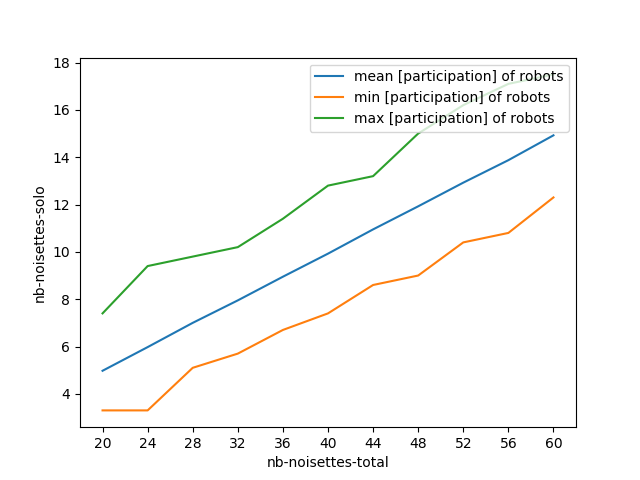 18
16
14
12
10
8
6
4
nb-noisettes-solo
mean [participation] of robots
min [participation] of robots
max [participation] of robots
20 24 28 32 36 40 44 48 52 56 60
nb-noisettes-total